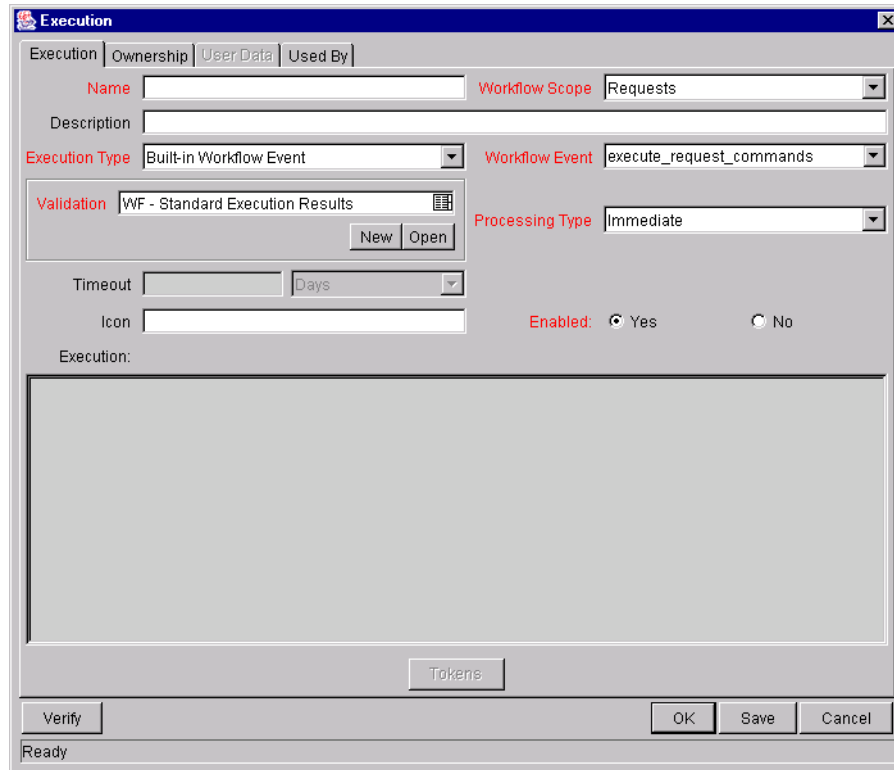 Execution
Execution Ownership User Data Used By
Name Workflow Scope Requests
Description
Execution Type Built-in Workflow Event Workflow Event execute_request_commands
Validation WF - Standard Execution Results
Processing Type Immediate
New Open
Timeout Days
Icon Enabled: Yes No
Execution:
Tokens
Verify OK Save Cancel
Ready